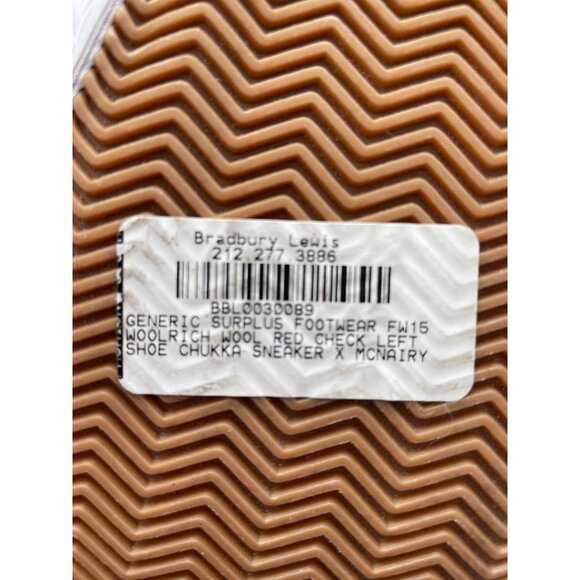 Bradbury Lewis
212.277.3886
BBL0030089
GENERIC SURPLUS FOOTWEAR FW15
WOOLRICH WOOL RED CHECK LEFT
SHOE CHUKKA SNEAKER X MCNAIRY